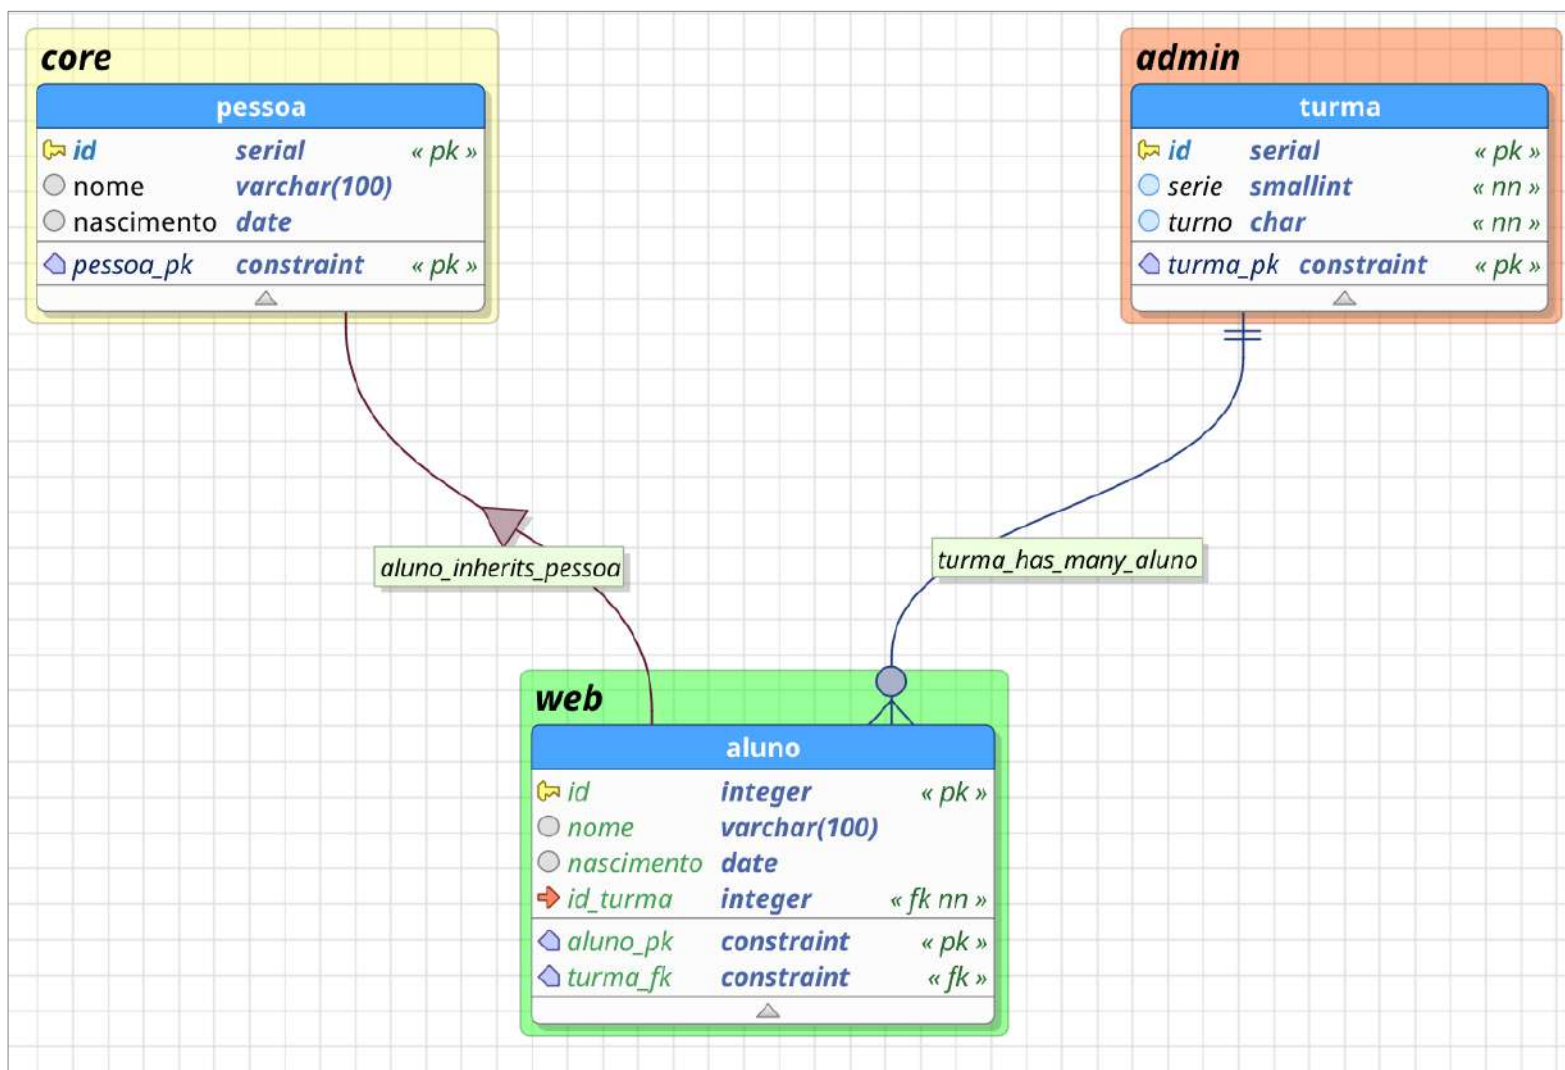 core
pessoa
id serial « pk »
nome varchar(100)
nascimento date
pessoa_pk constraint « pk »
admin
turma
id serial « pk »
serie smallint « nn »
turno char « nn »
turma_pk constraint « pk »
aluno_inherits_pessoa
turma_has_many_aluno
web
aluno
id integer « pk »
nome varchar(100)
nascimento date
id_turma integer « fk nn »
aluno_pk constraint « pk »
turma_fk constraint « fk »